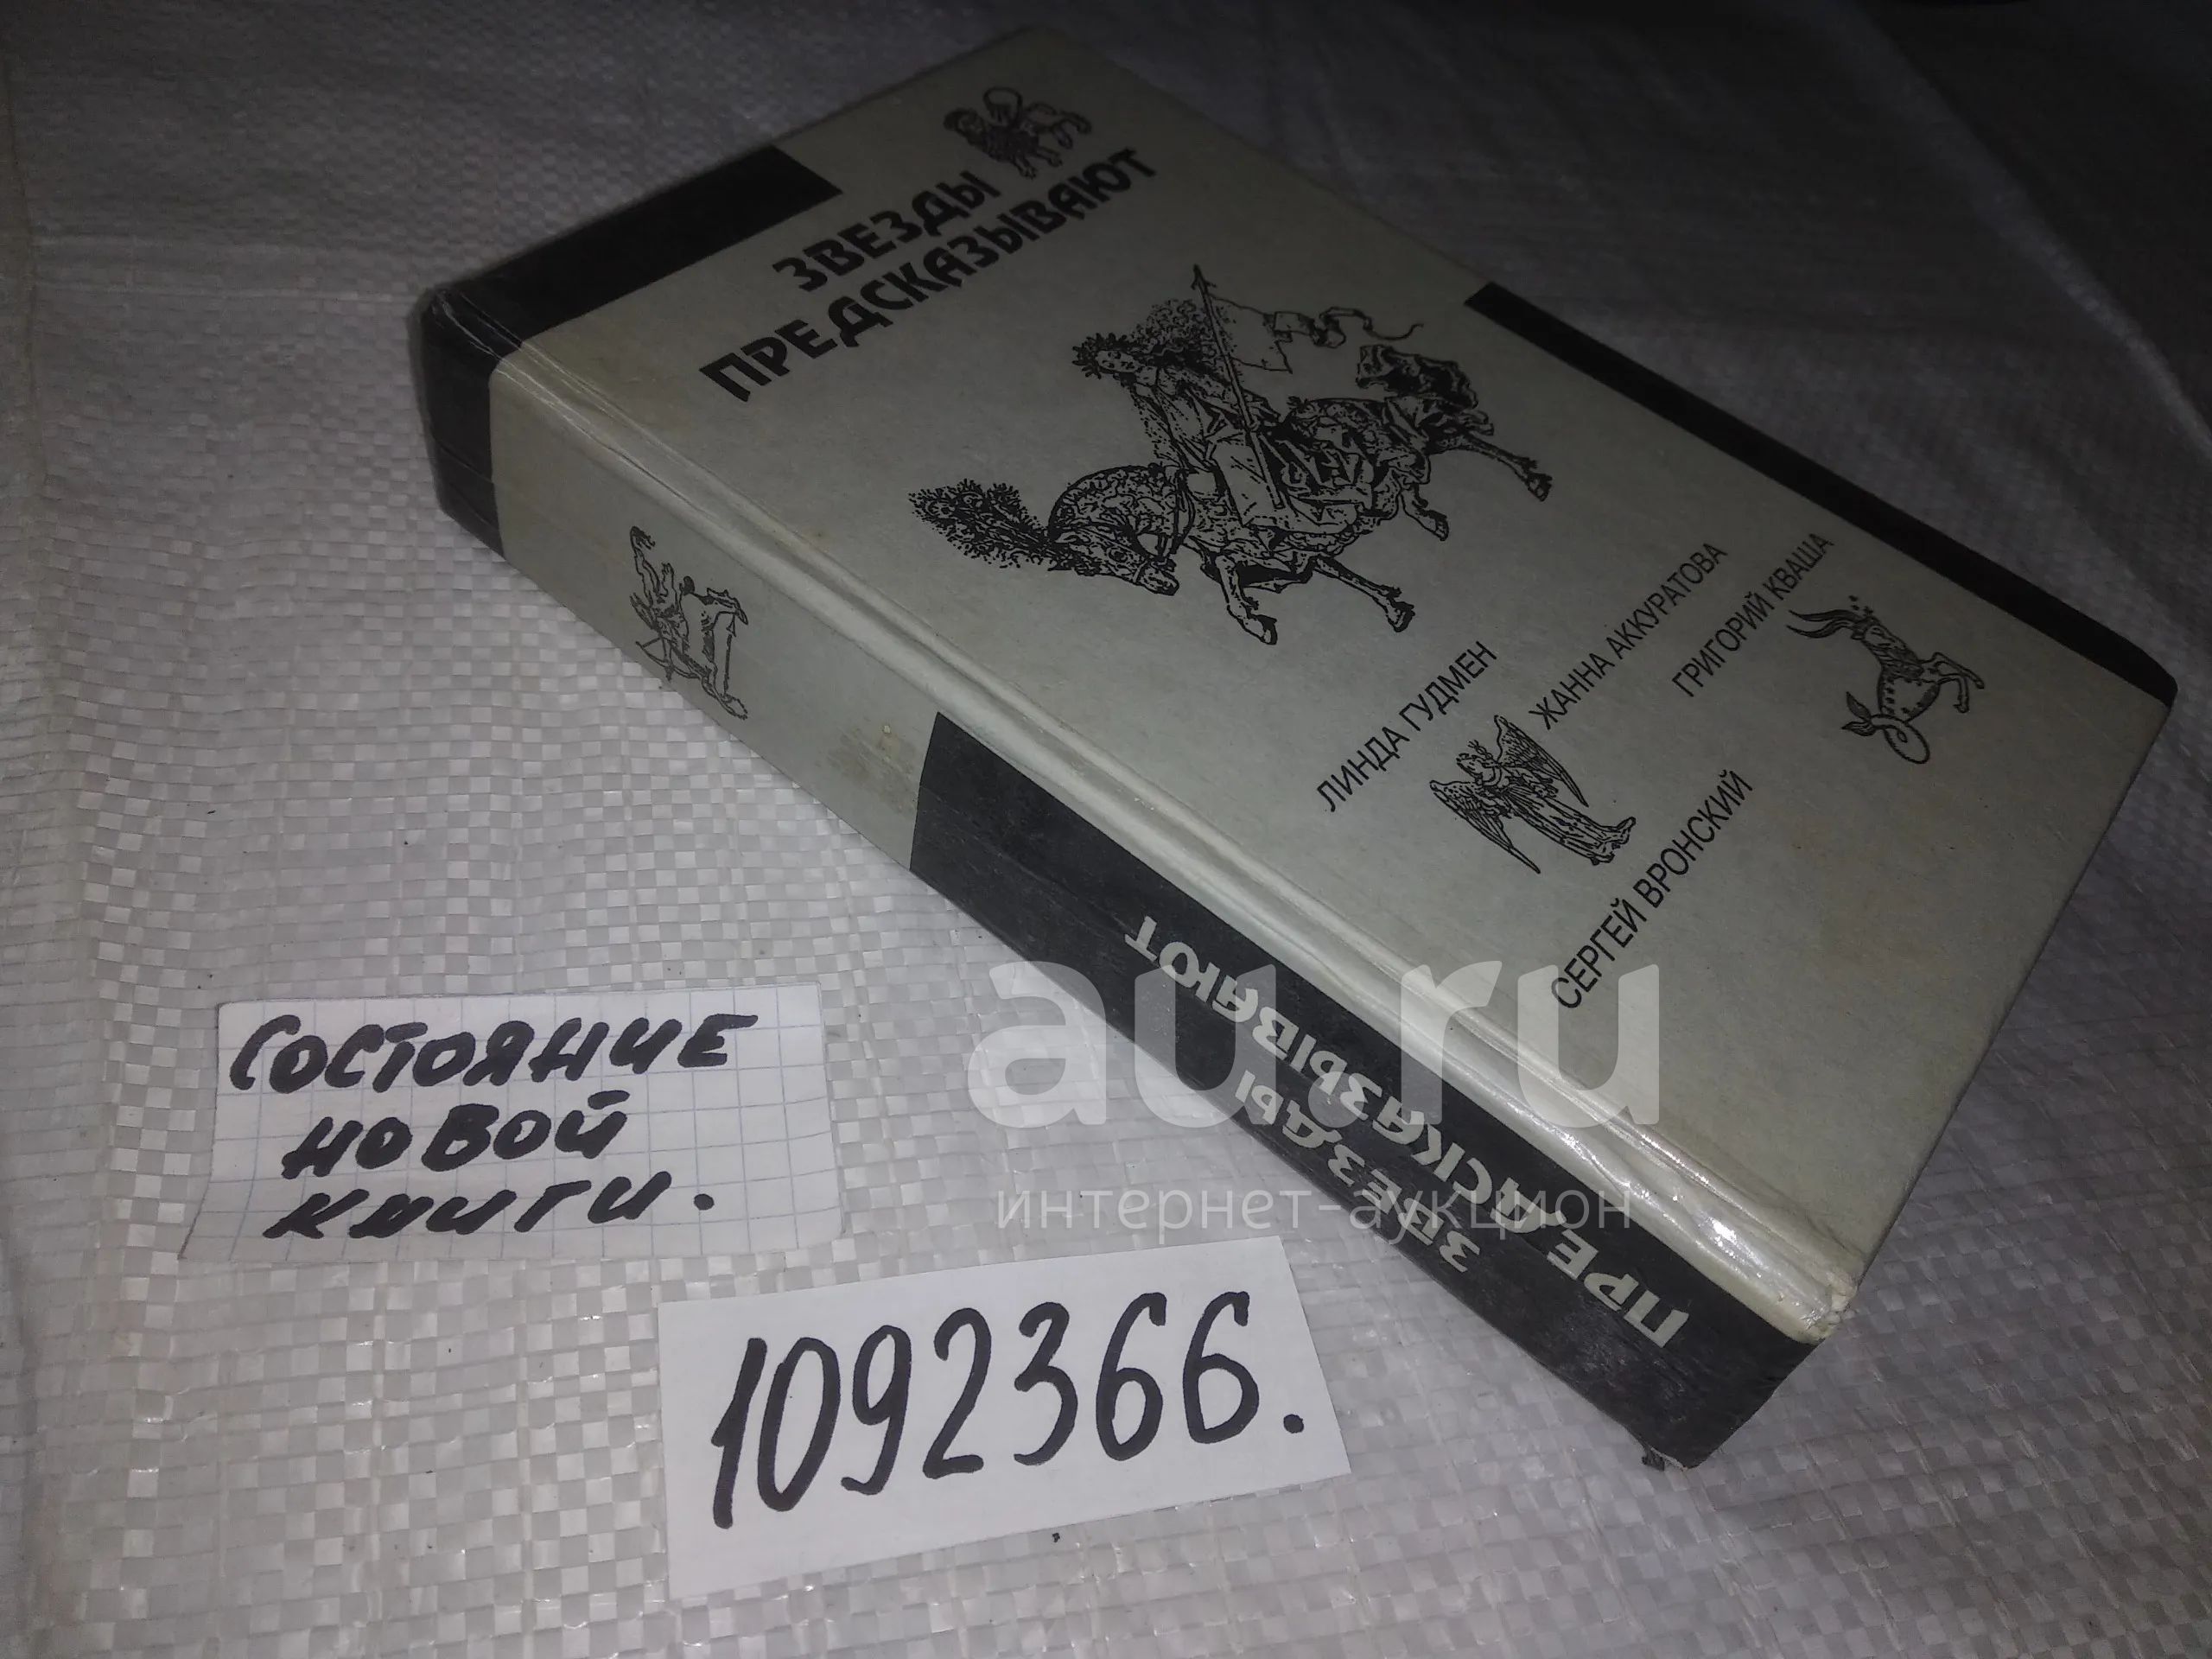 ЗВЕЗДЫ
ПРЕДСКАЗЫВАЮТ
ЛИНДА ГУДМЕН
ЖАННА АККУРАТОВА
ГРИГОРИЙ КВАША
СЕРГЕЙ ВРОНСКИЙ
ЗВЕЗДЫ
ПРЕДСКАЗЫВАЮТ
au.ru
интернет-аукцион
СОСТОЯНИЕ
НОВОЙ
КНИГИ.
1092366.